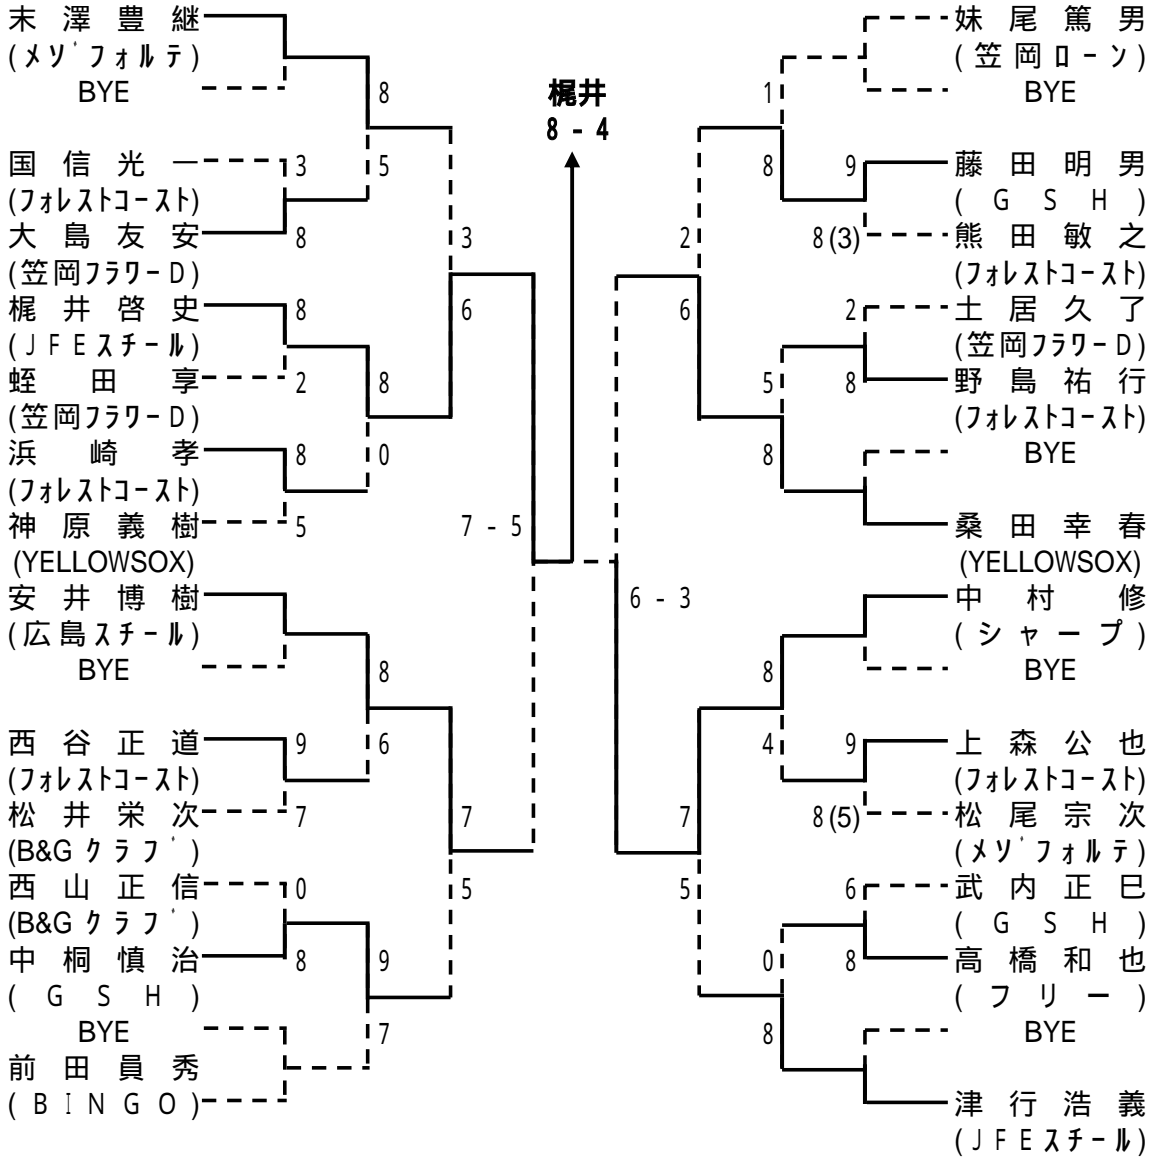 末澤豊継
(メゾフォルテ)
BYE
8
国信光一
3
5
(フォレストコースト)
大島友安
8
3
(笠岡フラワーD)
梶井啓史
8
6
(JFEスチール)
蛭田享
2
8
(笠岡フラワーD)
浜崎孝
8
0
(フォレストコースト)
神原義樹
5
7 - 5
(YELLOWSOX)
安井博樹
(広島スチール)
BYE
8
西谷正道
9
6
(フォレストコースト)
松井栄次
7
7
(B&Gクラブ)
西山正信
0
5
(B&Gクラブ)
中桐慎治
8
9
(GSH)
BYE
7
前田員秀
(BINGO)
梶井
8 - 4
妹尾篤男
(笠岡ローン)
1
BYE
8
9
藤田明男
(GSH)
2
8(3)
熊田敏之
(フォレストコースト)
6
2
土居久了
(笠岡フラワーD)
5
8
野島祐行
(フォレストコースト)
8
BYE
桑田幸春
(YELLOWSOX)
6 - 3
中村修
(シャープ)
8
BYE
4
9
上森公也
(フォレストコースト)
7
8(5)
松尾宗次
(メゾフォルテ)
5
6
武内正巳
(GSH)
0
8
高橋和也
(フリー)
8
BYE
津行浩義
(JFEスチール)